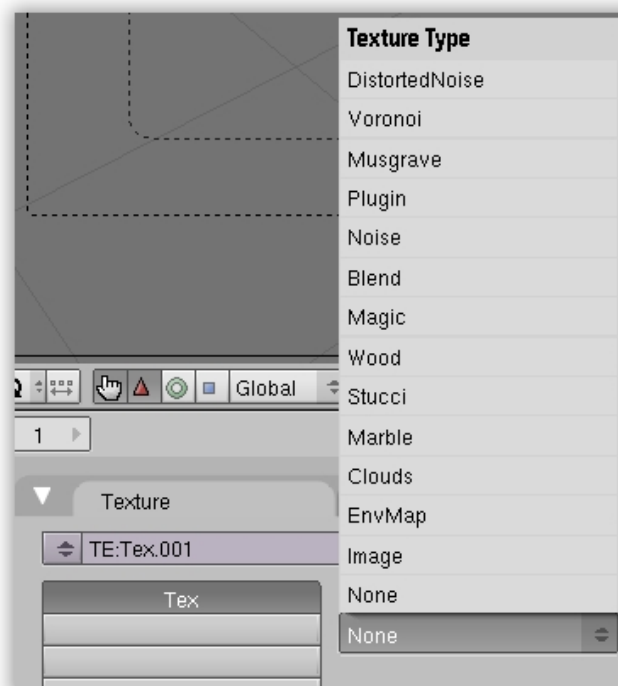 Texture Type
DistortedNoise
Voronoi
Musgrave
Plugin
Noise
Blend
Magic
Wood
Stucci
Marble
Clouds
EnvMap
Image
None
None
Global
1
Texture
TE:Tex.001
Tex